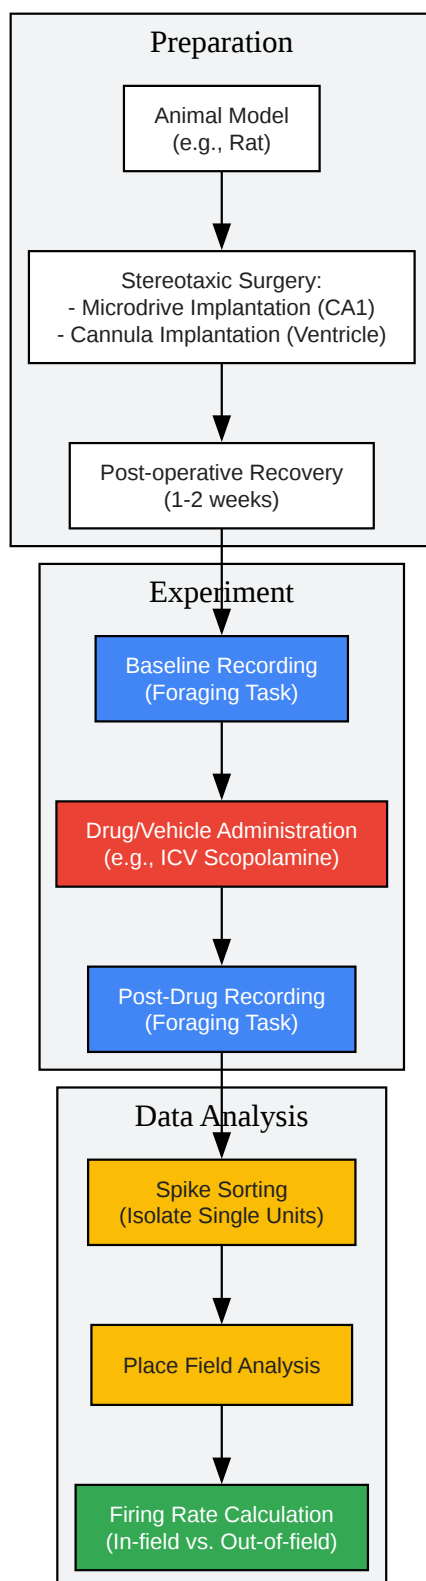 Preparation
Animal Model
(e.g., Rat)
Stereotaxic Surgery:
- Microdrive Implantation (CA1)
- Cannula Implantation (Ventricle)
Post-operative Recovery
(1-2 weeks)
Experiment
Baseline Recording
(Foraging Task)
Drug/Vehicle Administration
(e.g., ICV Scopolamine)
Post-Drug Recording
(Foraging Task)
Data Analysis
Spike Sorting
(Isolate Single Units)
Place Field Analysis
Firing Rate Calculation
(In-field vs. Out-of-field)